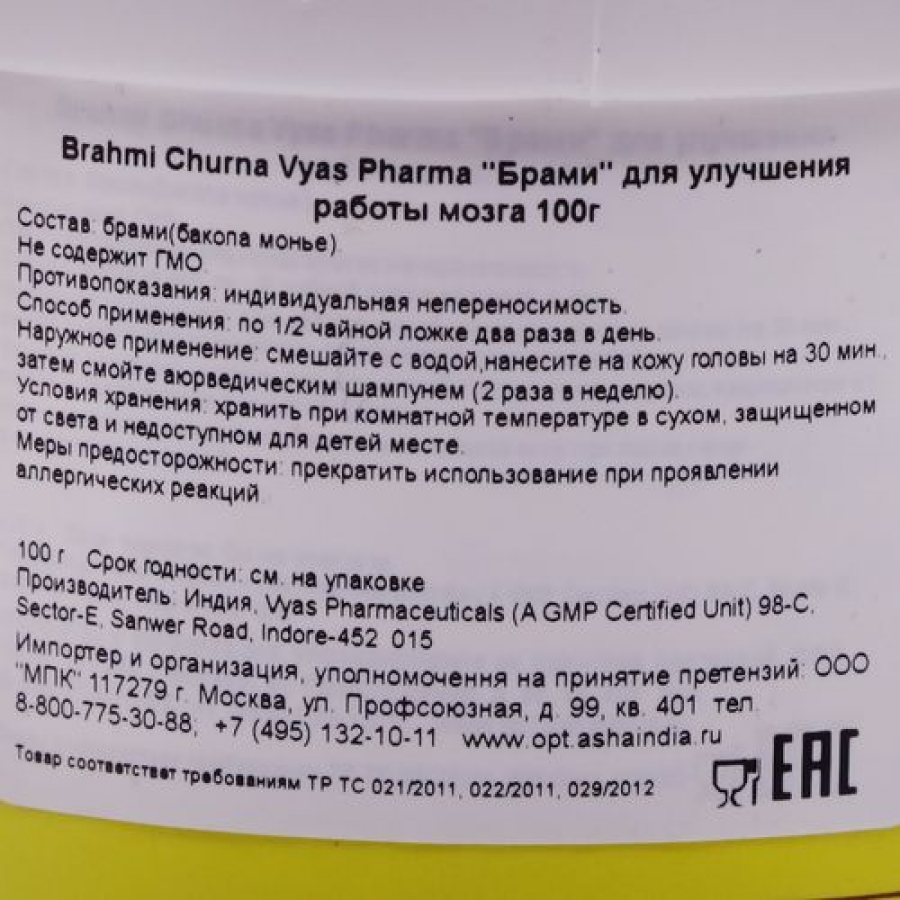 Brahmi Churna Vyas Pharma "Брами" для улучшения
работы мозга 100г
Состав: брами(бакопа монье).
Не содержит ГМО.
Противопоказания: индивидуальная непереносимость.
Способ применения: по 1/2 чайной ложке два раза в день.
Наружное применение: смешайте с водой,нанесите на кожу головы на 30 мин.,
затем смойте аюрведическим шампунем (2 раза в неделю).
Условия хранения: хранить при комнатной температуре в сухом, защищенном
от света и недоступном для детей месте.
Меры предосторожности: прекратить использование при проявлении
аллергических реакций
100 г Срок годности: см. на упаковке
Производитель: Индия, Vyas Pharmaceuticals (A GMP Certified Unit) 98-C,
Sector-E, Sanwer Road, Indore-452 015
Импортер и организация, уполномочення на принятие претензий: ООО
"МПК" 117279 г. Москва, ул. Профсоюзная, д. 99, кв. 401 тел.
8-800-775-30-88; +7 (495) 132-10-11 www.opt.ashaindia.ru
Товар соответствует требованиям ТР ТС 021/2011, 022/2011, 029/2012
EAC